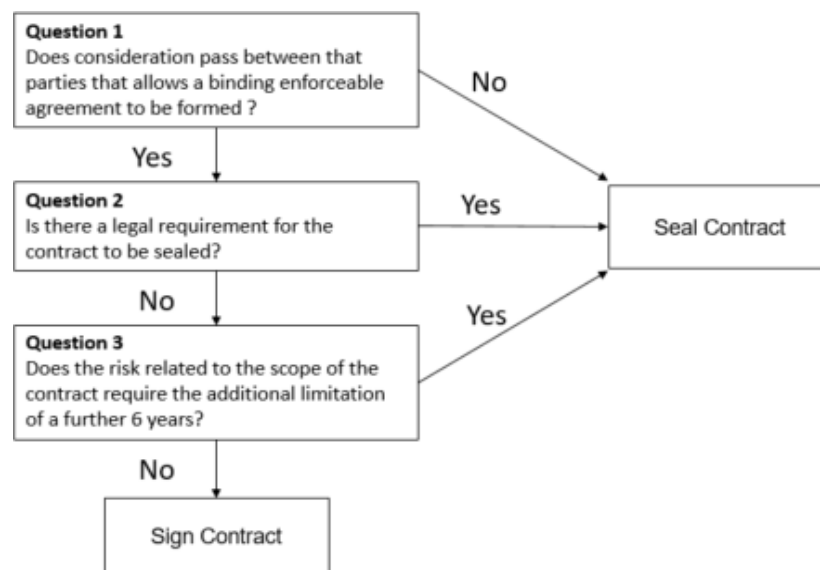 Question 1
Does consideration pass between that
parties that allows a binding enforceable
agreement to be formed ?
No
Yes
Question 2
Is there a legal requirement for the
contract to be sealed?
Yes
Seal Contract
No
Question 3
Does the risk related to the scope of the
contract require the additional limitation
of a further 6 years?
Yes
No
Sign Contract